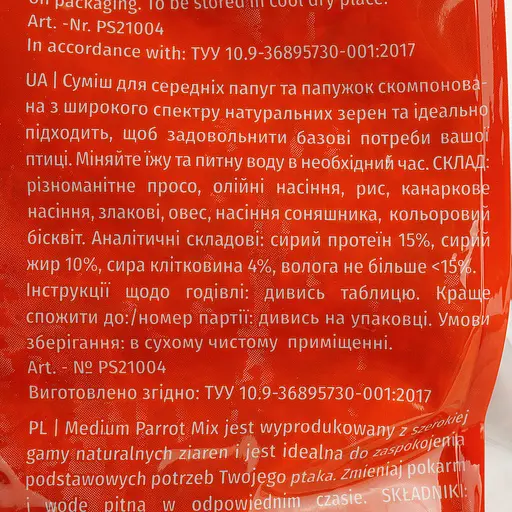 on packaging. To be stored in cool dry place.
Art. -Nr. PS21004
In accordance with: ТУУ 10.9-36895730-001:2017
UA | Суміш для середніх папуг та папужок скомпонова-
на з широкого спектру натуральних зерен та ідеально
підходить, щоб задовольнити базові потреби вашої
птиці. Міняйте їжу та питну воду в необхідний час. СКЛАД:
різноманітне просо, олійні насіння, рис, канаркове
насіння, злакові, овес, насіння соняшника, кольоровий
бісквіт. Аналітичні складові: сирий протеїн 15%, сирий
жир 10%, сира клітковина 4%, волога не більше <15%.
Інструкції щодо годівлі: дивись таблицю. Краще
спожити до:/номер партії: дивись на упаковці. Умови
зберігання: в сухому чистому приміщенні.
Art. - № PS21004
Виготовлено згідно: ТУУ 10.9-36895730-001:2017
PL | Medium Parrot Mix jest wyprodukowany z szerokiej
gamy naturalnych ziaren i jest idealna do zaspokojenia
podstawowych potrzeb Twojego ptaka. Zmieniaj pokarm
i wodę pitną w odpowiednim czasie. SKŁADNIKI: